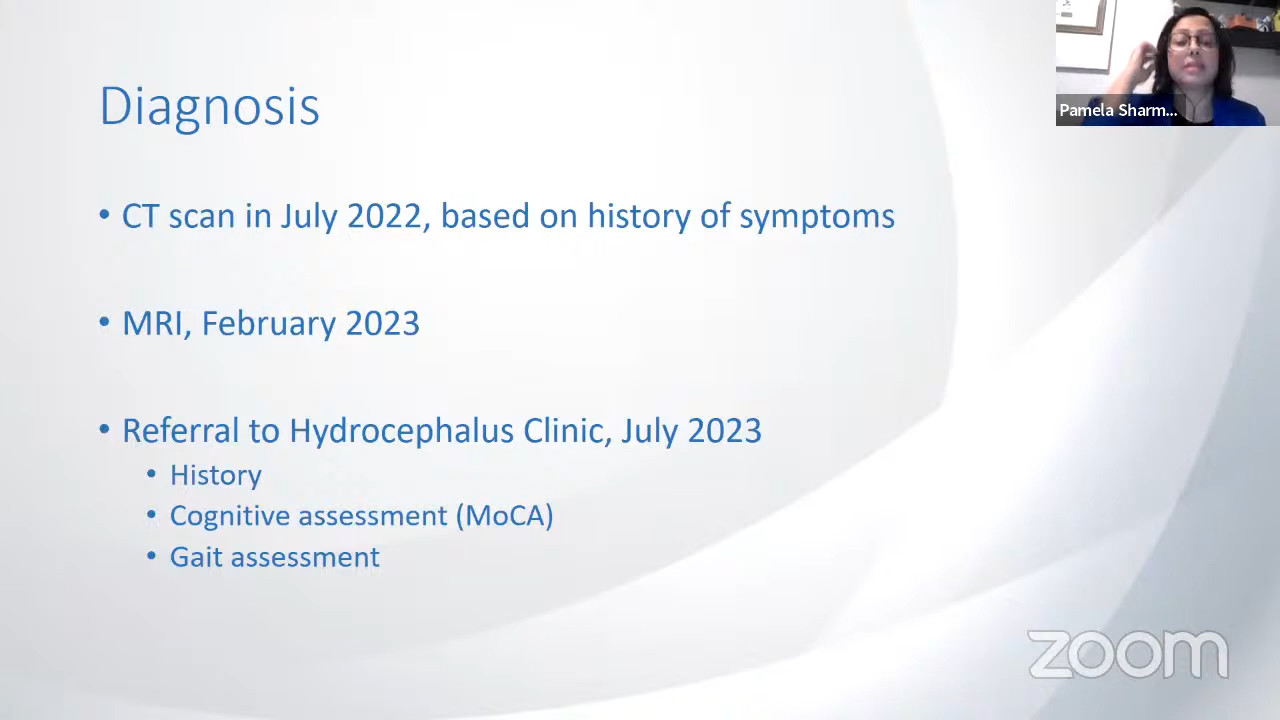 Diagnosis
• CT scan in July 2022, based on history of symptoms
• MRI, February 2023
• Referral to Hydrocephalus Clinic, July 2023
• History
• Cognitive assessment (MoCA)
• Gait assessment
Pamela Sharm...
zoom